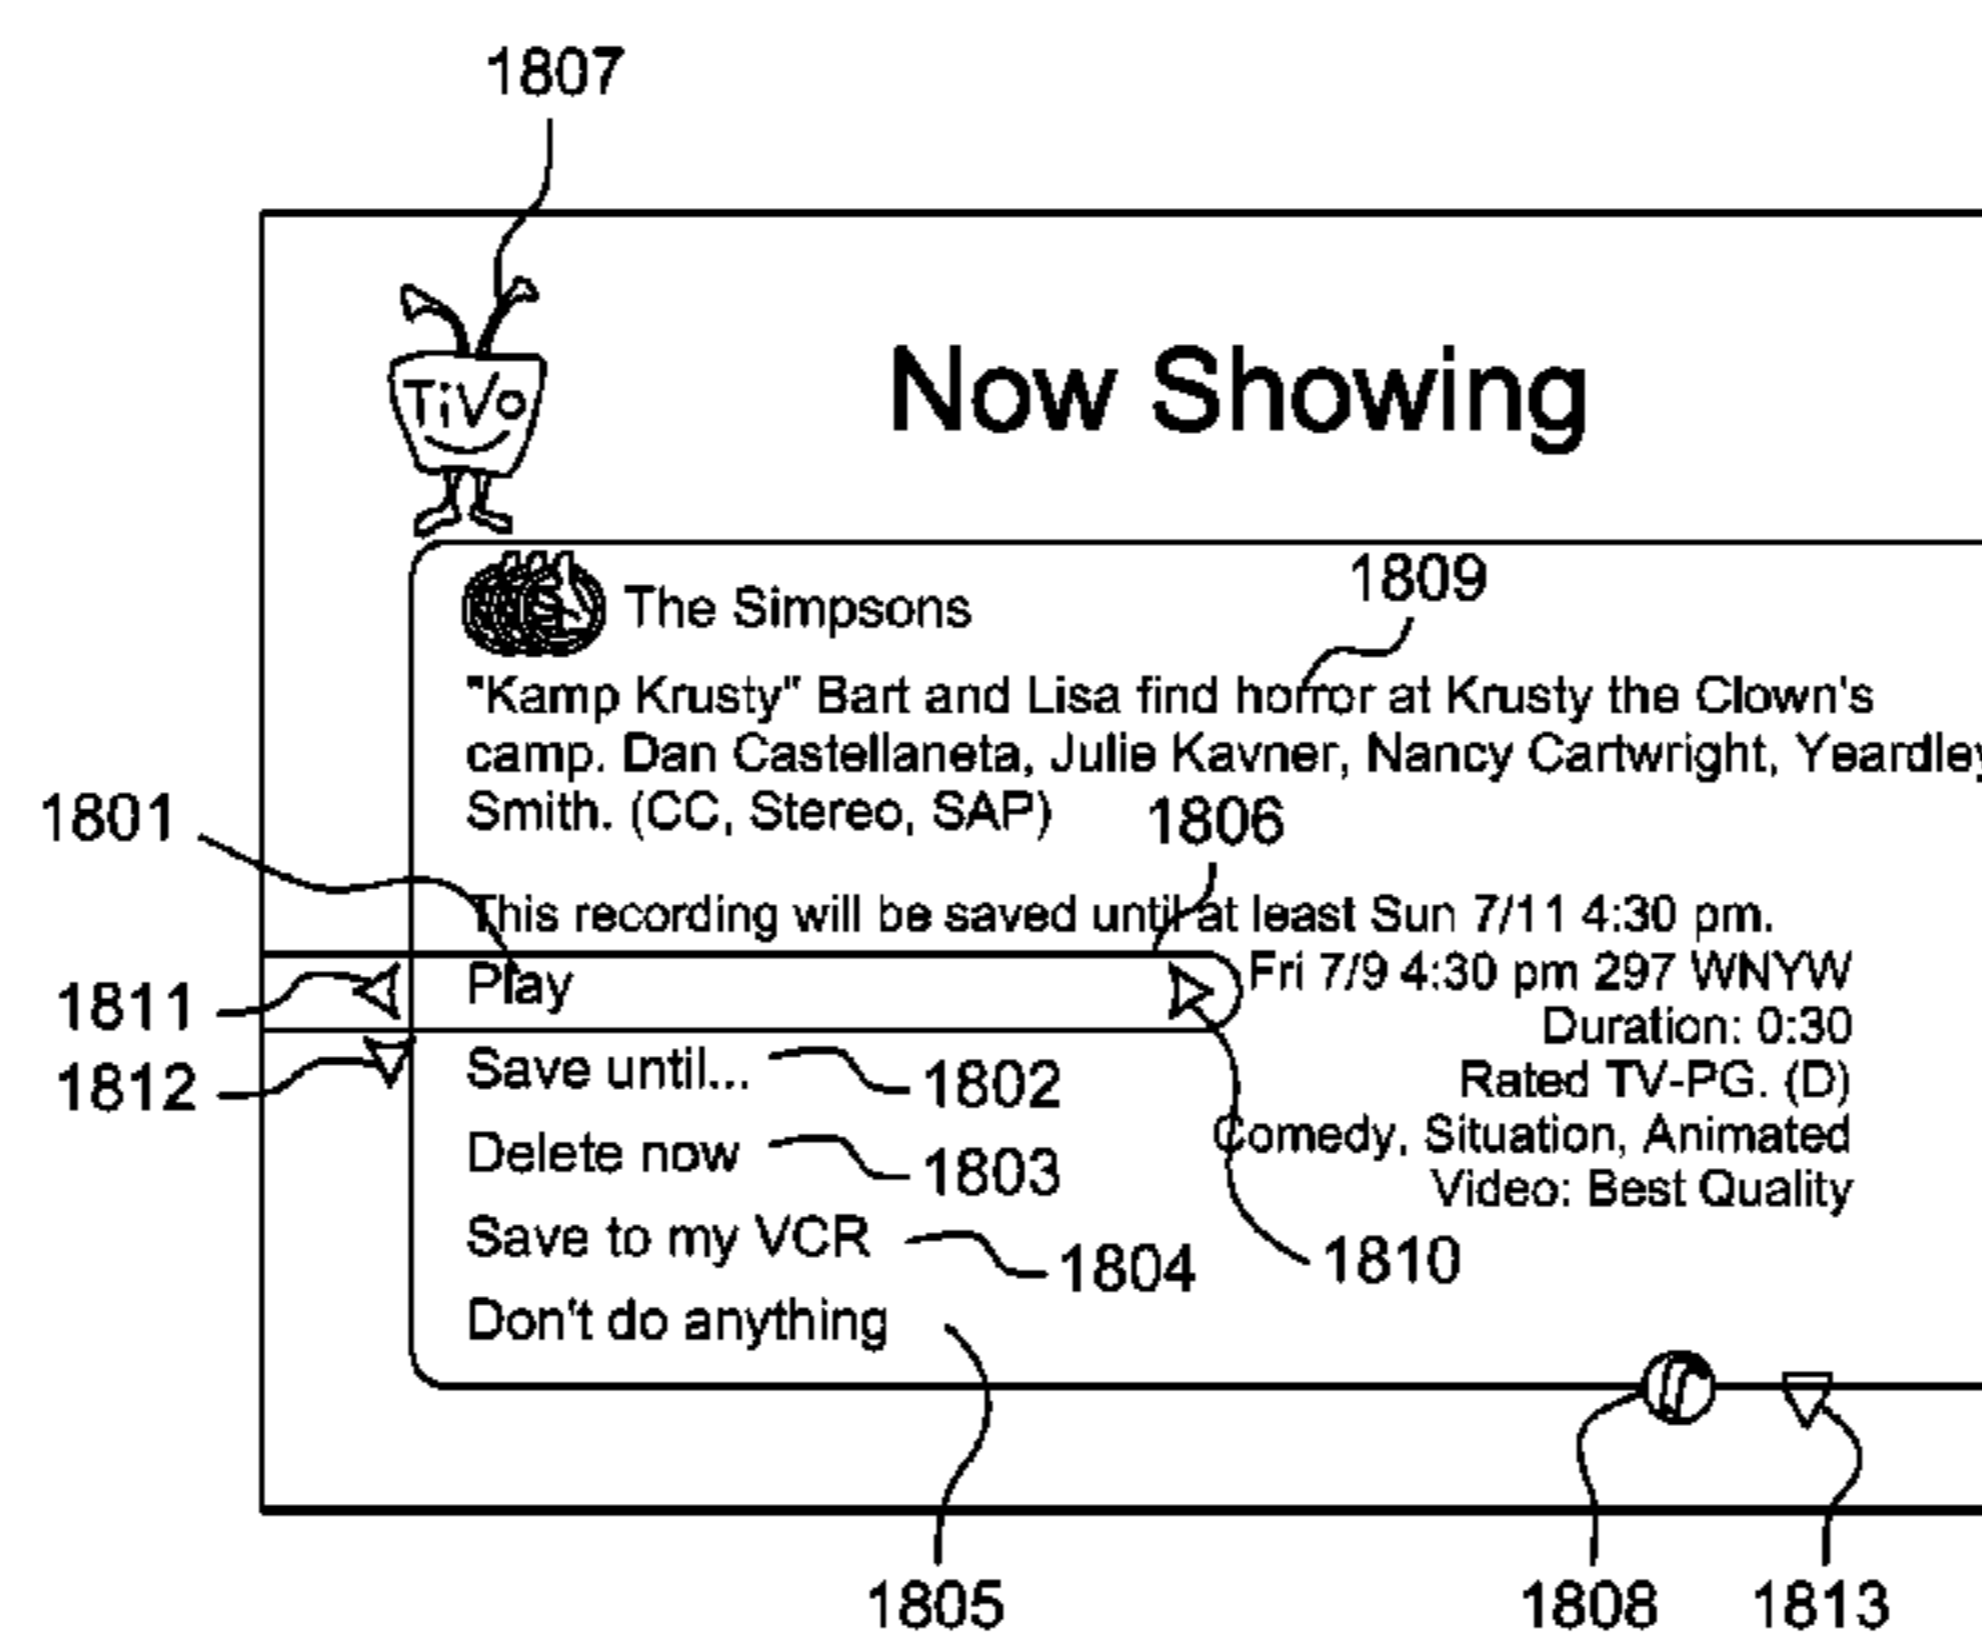 1807
TiVo
Now Showing
The Simpsons
1809
"Kamp Krusty" Bart and Lisa find horror at Krusty the Clown's
camp. Dan Castellaneta, Julie Kavner, Nancy Cartwright, Yeardley
Smith. (CC, Stereo, SAP)
1806
1801
This recording will be saved until at least Sun 7/11 4:30 pm.
Play
Fri 7/9 4:30 pm 297 WNYW
1811
Duration: 0:30
Save until...
1802
1812
Rated TV-PG. (D)
Comedy, Situation, Animated
Delete now
1803
Video: Best Quality
Save to my VCR
1804
1810
Don't do anything
1805
1808
1813